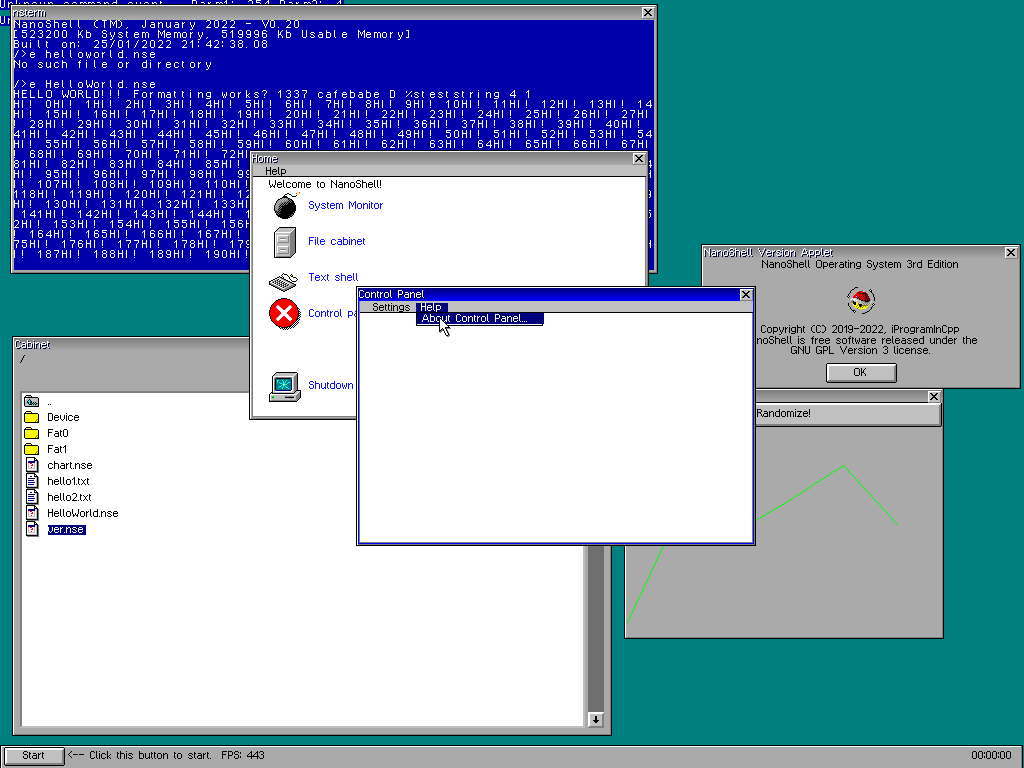 Unknown command event. Parm1: 254 Parm2: 4
nsterm
NanoShell (TM), January 2022 - V0.20
[523200 Kb System Memory, 519996 Kb Usable Memory]
Built on: 25/01/2022 21:42:38.08
/>e helloworld.nse
No such file or directory
/>e HelloWorld.nse
HELLO WORLD!!! Formatting works? 1337 cafebabe D %steststring 4 1
HI! 0HI! 1HI! 2HI! 3HI! 4HI! 5HI! 6HI! 7HI! 8HI! 9HI! 10HI! 11HI! 12HI! 13HI! 14
HI! 15HI! 16HI! 17HI! 18HI! 19HI! 20HI! 21HI! 22HI! 23HI! 24HI! 25HI! 26HI! 27HI
! 28HI! 29HI! 30HI! 31HI! 32HI! 33HI! 34HI! 35HI! 36HI! 37HI! 38HI! 39HI! 40HI!
41HI! 42HI! 43HI! 44HI! 45HI! 46HI! 47HI! 48HI! 49HI! 50HI! 51HI! 52HI! 53HI! 54
HI! 55HI! 56HI! 57HI! 58HI! 59HI! 60HI! 61HI! 62HI! 63HI! 64HI! 65HI! 66HI! 67HI
! 68HI! 69HI! 70HI! 71HI! 72HI!
81HI! 82HI! 83HI! 84HI! 85HI!
HI! 95HI! 96HI! 97HI! 98HI! 99
! 107HI! 108HI! 109HI! 110HI!
118HI! 119HI! 120HI! 121HI! 12
HI! 130HI! 131HI! 132HI! 133HI
! 141HI! 142HI! 143HI! 144HI!
2HI! 153HI! 154HI! 155HI! 156H
! 164HI! 165HI! 166HI! 167HI!
75HI! 176HI! 177HI! 178HI! 179
! 187HI! 188HI! 189HI! 190HI!
Home
Help
Welcome to NanoShell!
System Monitor
File cabinet
Text shell
Control pa
Shutdown
NanoShell Version Applet
NanoShell Operating System 3rd Edition
Copyright (C) 2019-2022, iProgramInCpp
noShell is free software released under the
GNU GPL Version 3 license.
OK
Control Panel
Settings Help
About Control Panel...
Cabinet
/
..
Device
Fat0
Fat1
chart.nse
hello1.txt
hello2.txt
HelloWorld.nse
ver.nse
Randomize!
Start <-- Click this button to start. FPS: 443 00:00:00